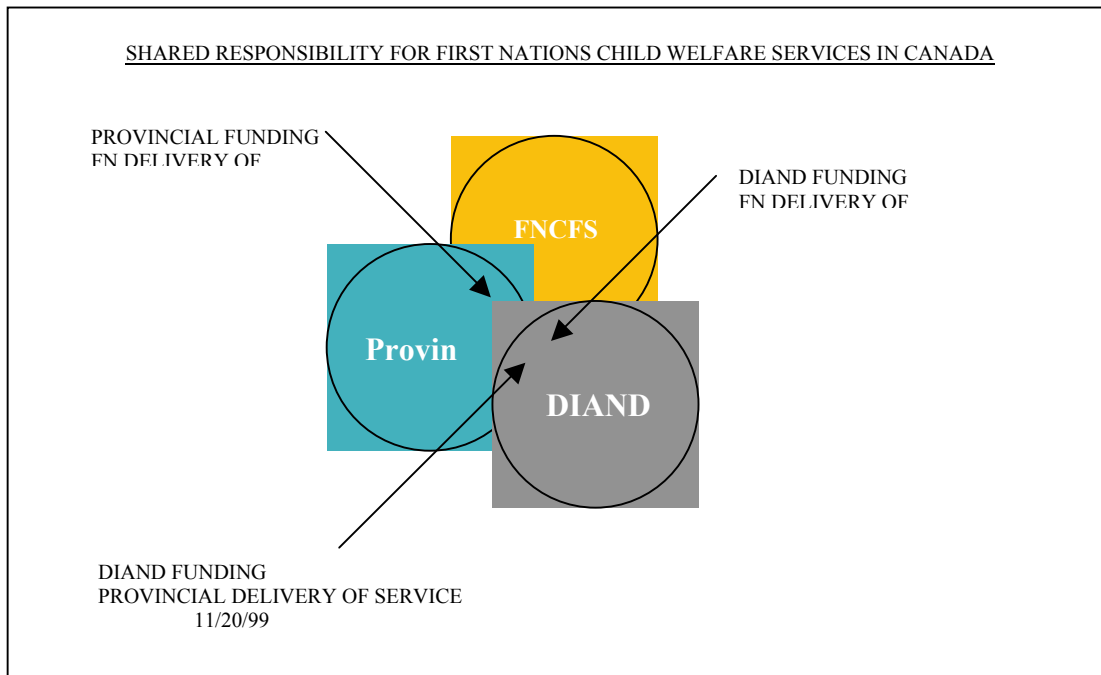 SHARED RESPONSIBILITY FOR FIRST NATIONS CHILD WELFARE SERVICES IN CANADA
PROVINCIAL FUNDING
FN DELIVERY OF
DIAND FUNDING
FN DELIVERY OF
FNCFS
Provin
DIAND
DIAND FUNDING
PROVINCIAL DELIVERY OF SERVICE
11/20/99